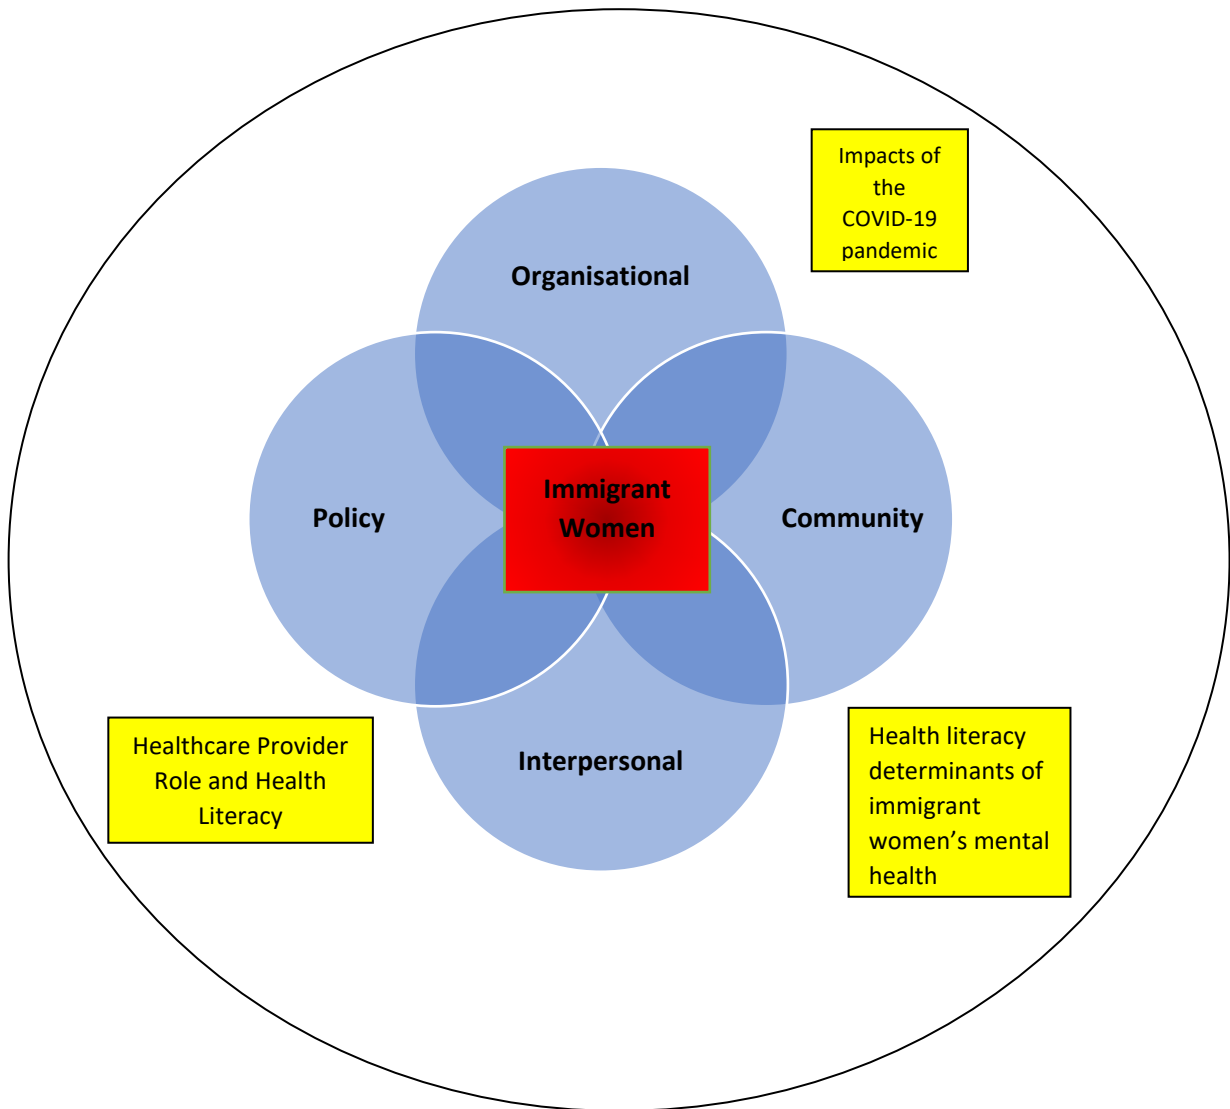 Impacts of
the
COVID-19
pandemic
Organisational
Policy
Immigrant
Women
Community
Healthcare Provider
Role and Health
Literacy
Interpersonal
Health literacy
determinants of
immigrant
women’s mental
health